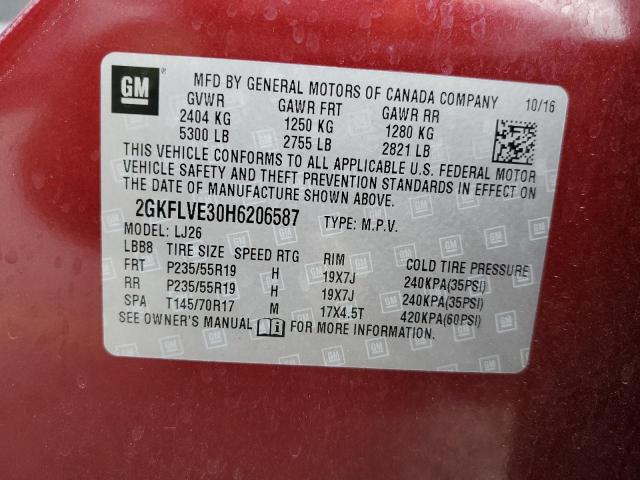 GM ® MFD BY GENERAL MOTORS OF CANADA COMPANY 10/16
GVWR GAWR FRT GAWR RR
2404 KG 1250 KG 1280 KG
5300 LB 2755 LB 2821 LB
THIS VEHICLE CONFORMS TO ALL APPLICABLE U.S. FEDERAL MOTOR
VEHICLE SAFETY AND THEFT PREVENTION STANDARDS IN EFFECT ON
THE DATE OF MANUFACTURE SHOWN ABOVE.
2GKFLVE30H6206587 TYPE: M.P.V.
MODEL: LJ26
LBB8 TIRE SIZE SPEED RTG RIM COLD TIRE PRESSURE
FRT P235/55R19 H 19X7J 240KPA(35PSI)
RR P235/55R19 H 19X7J 240KPA(35PSI)
SPA T145/70R17 M 17X4.5T 420KPA(60PSI)
SEE OWNER'S MANUAL FOR MORE INFORMATION.